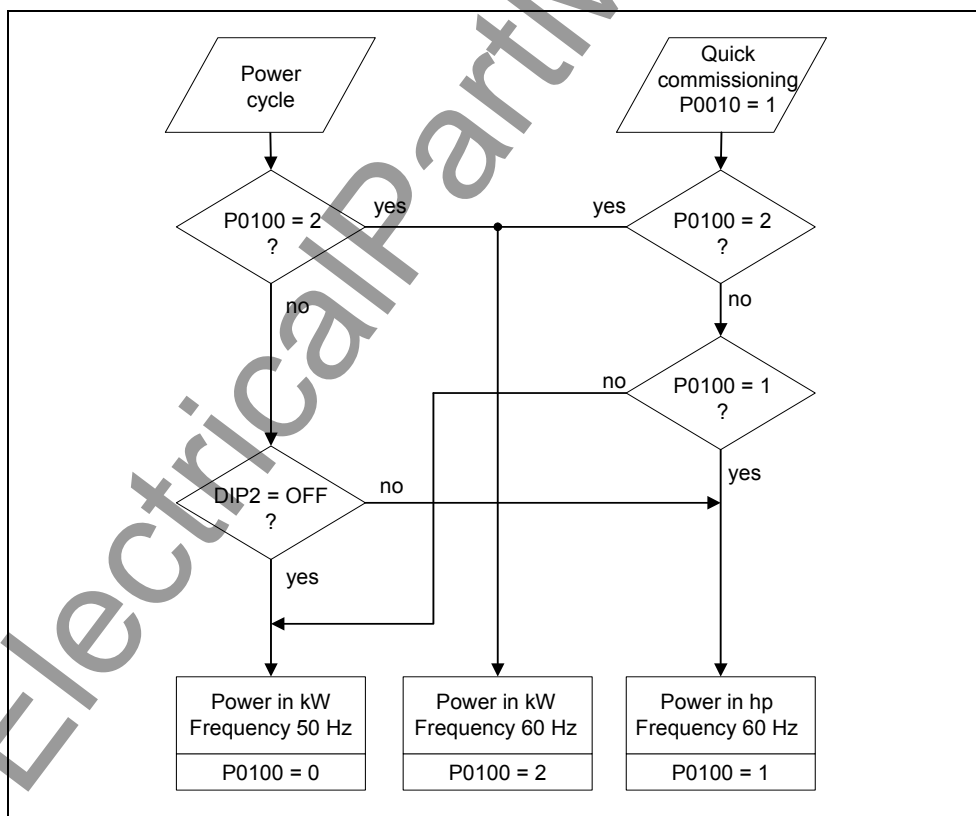 Power
cycle
Quick
commissioning
P0010 = 1
P0100 = 2
?
yes
yes
P0100 = 2
?
no
no
P0100 = 1
?
no
yes
DIP2 = OFF
?
no
yes
Power in kW
Frequency 50 Hz
P0100 = 0
Power in kW
Frequency 60 Hz
P0100 = 2
Power in hp
Frequency 60 Hz
P0100 = 1
ElectricalPart